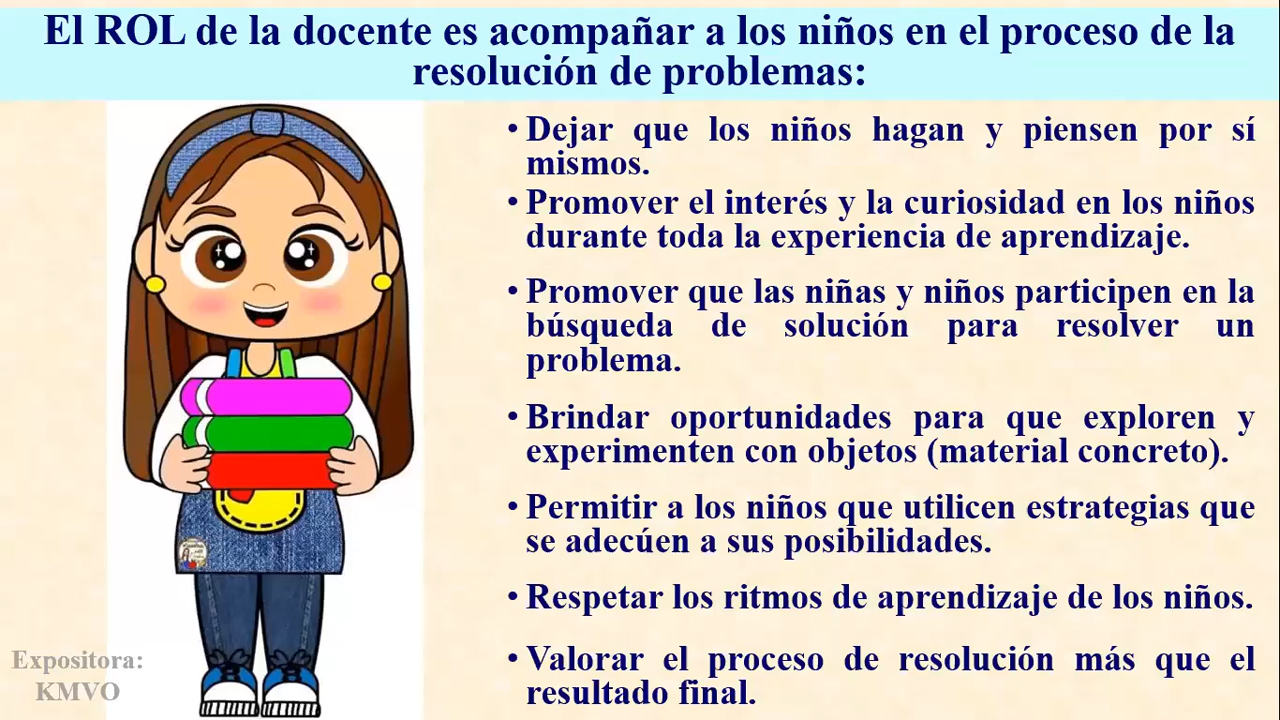 El ROL de la docente es acompañar a los niños en el proceso de la
resolución de problemas:
• Dejar que los niños hagan y piensen por sí
mismos.
• Promover el interés y la curiosidad en los niños
durante toda la experiencia de aprendizaje.
• Promover que las niñas y niños participen en la
búsqueda de solución para resolver un
problema.
• Brindar oportunidades para que exploren y
experimenten con objetos (material concreto).
• Permitir a los niños que utilicen estrategias que
se adecúen a sus posibilidades.
• Respetar los ritmos de aprendizaje de los niños.
• Valorar el proceso de resolución más que el
resultado final.
Expositora:
KMVO